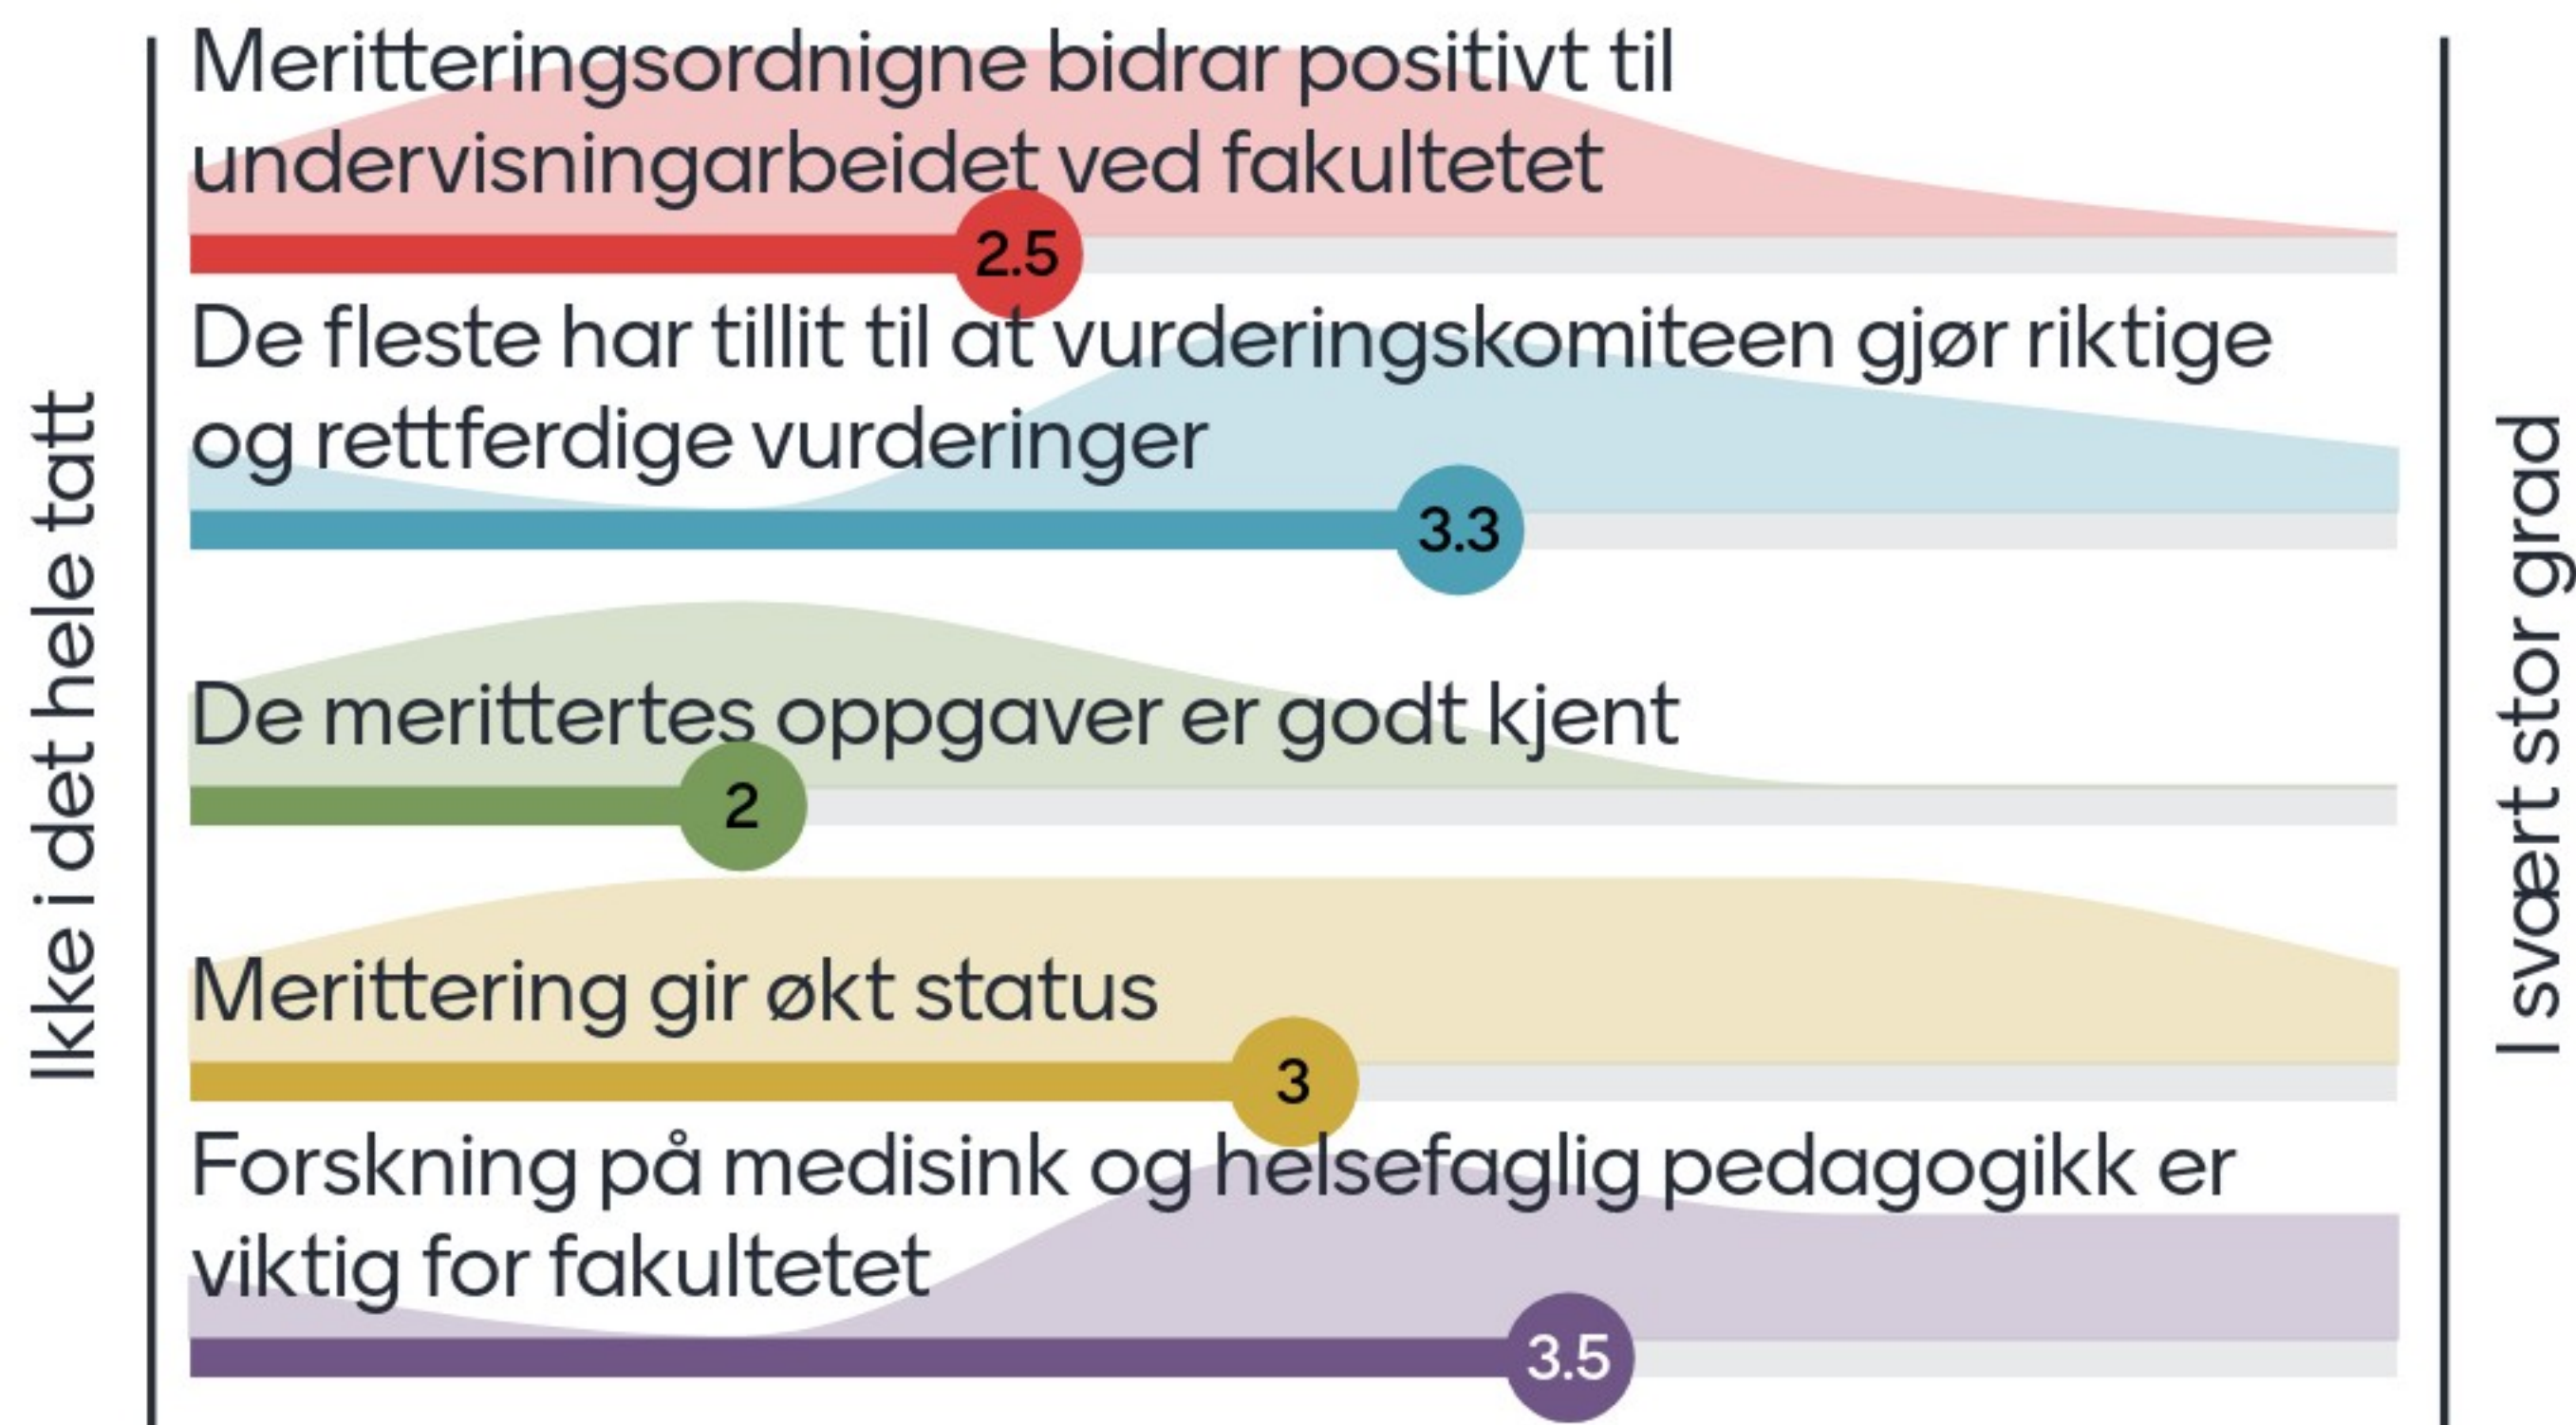 Meritteringsordnigne bidrar positivt til
undervisningarbeidet ved fakultetet
2.5
De fleste har tillit til at vurderingskomiteen gjør riktige
og rettferdige vurderinger
3.3
De merittertes oppgaver er godt kjent
2
Merittering gir økt status
3
Forskning på medisink og helsefaglig pedagogikk er
viktig for fakultetet
3.5
Ikke i det hele tatt
I svært stor grad